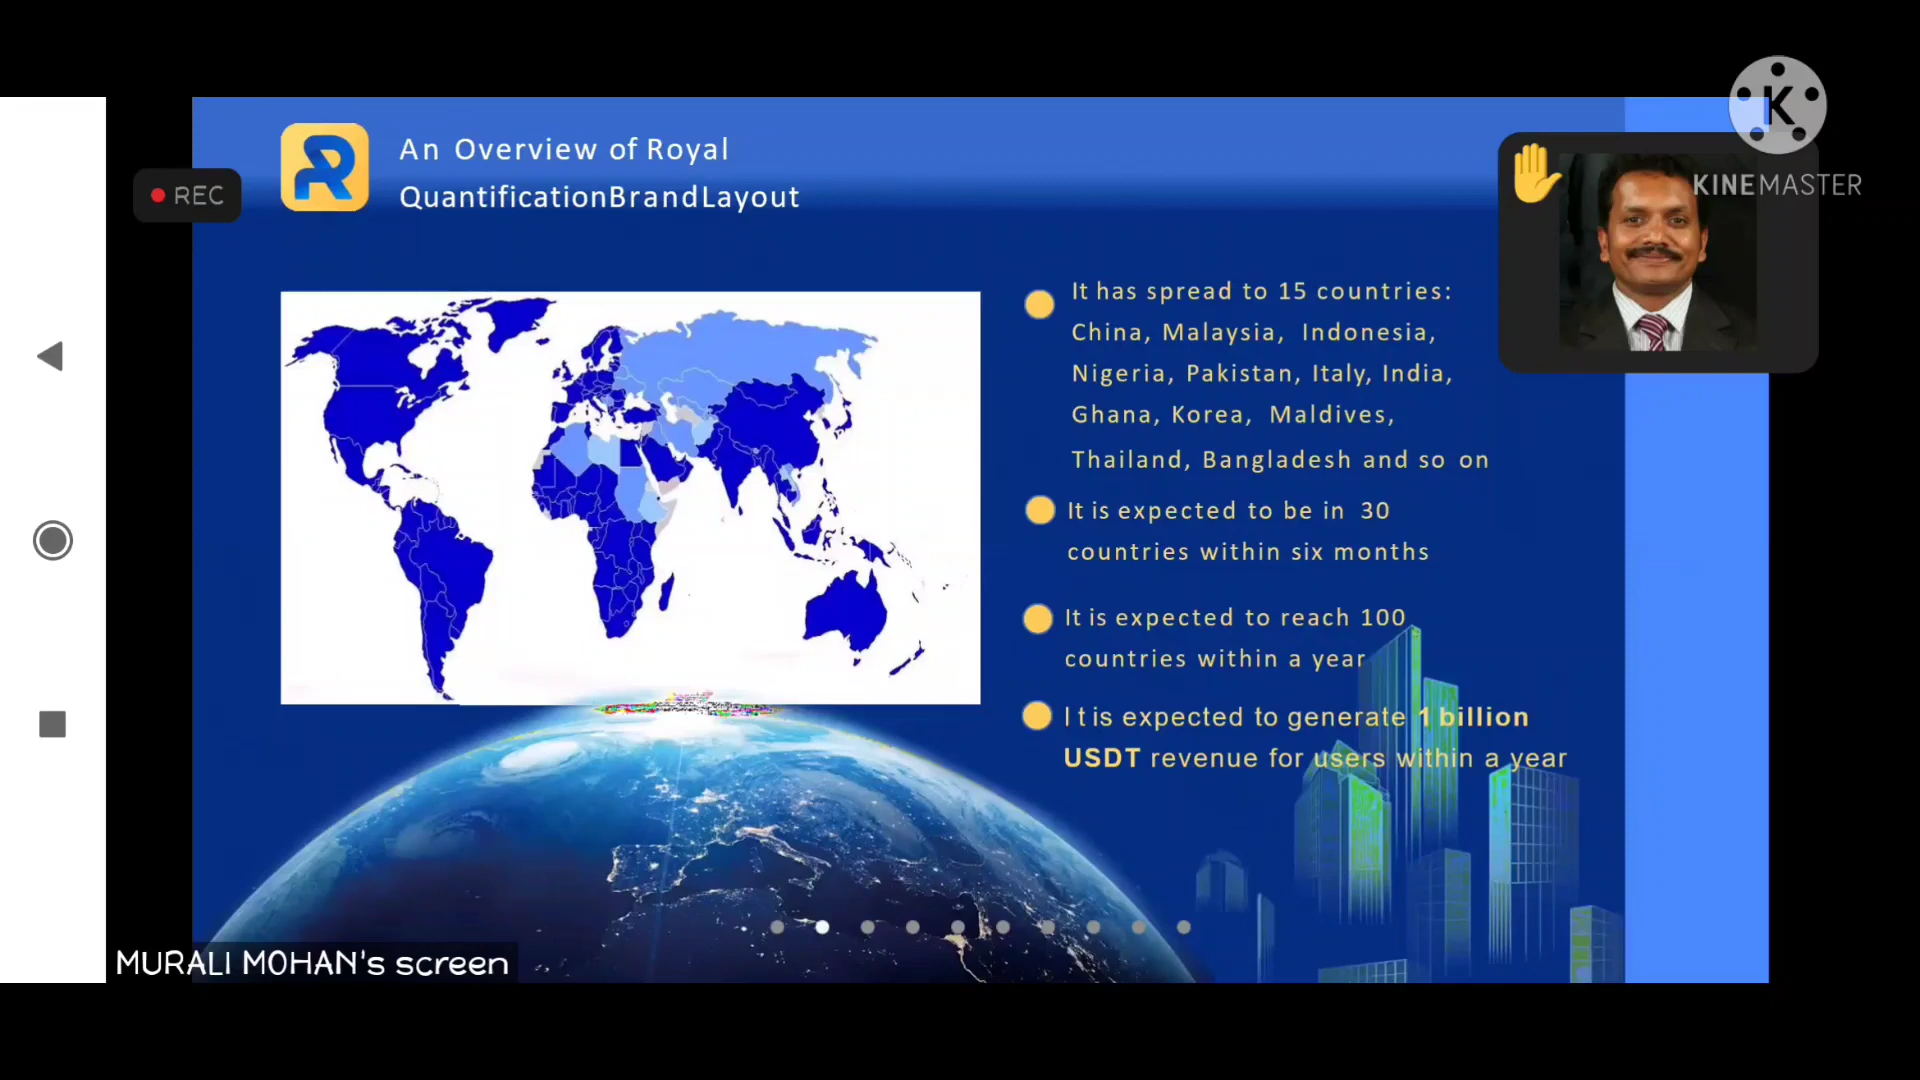 An Overview of Royal
QuantificationBrandLayout
REC
K
KINEMASTER
R
It has spread to 15 countries:
China, Malaysia, Indonesia,
Nigeria, Pakistan, Italy, India,
Ghana, Korea, Maldives,
Thailand, Bangladesh and so on
It is expected to be in 30
countries within six months
It is expected to reach 100
countries within a year
It is expected to generate 1 billion
USDT revenue for users within a year
MURALI MOHAN's screen